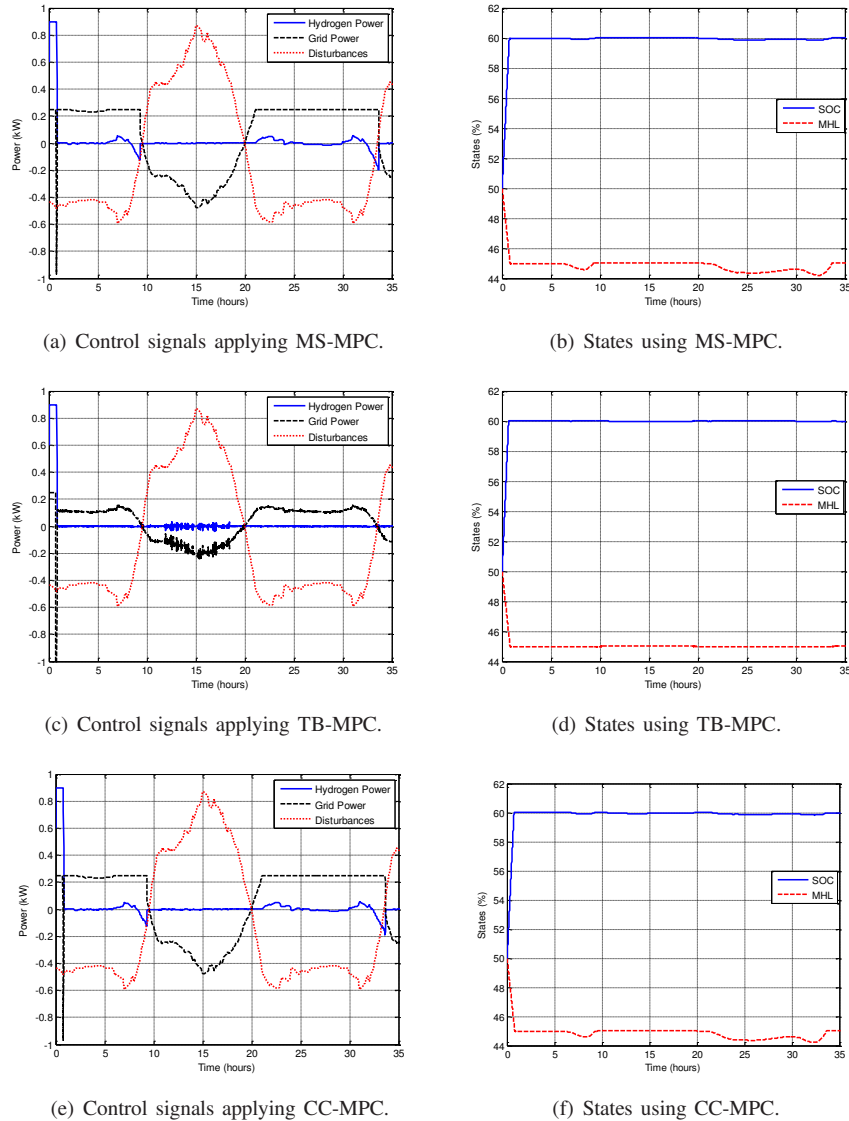 1
0.8
0.6
0.4
0.2
0
-0.2
-0.4
-0.6
-0.8
-1
0 5 10 15 20 25 30 35
Power (kW)
Time (hours)
Hydrogen Power
Grid Power
Disturbances
62
60
58
56
54
52
50
48
46
44
0 10 20 30 35
States (%)
Time (hours)
SOC
MHL
(a) Control signals applying MS-MPC.
(b) States using MS-MPC.
1
0.8
0.6
0.4
0.2
0
-0.2
-0.4
-0.6
-0.8
-1
0 5 10 15 20 25 30 35
Power (kW)
Time (hours)
Hydrogen Power
Grid Power
Disturbances
62
60
58
56
54
52
50
48
46
44
0 10 20 30 35
States (%)
Time (hours)
SOC
MHL
(c) Control signals applying TB-MPC.
(d) States using TB-MPC.
1
0.8
0.6
0.4
0.2
0
-0.2
-0.4
-0.6
-0.8
-1
0 5 10 15 20 25 30 35
Power (kW)
Time (hours)
Hydrogen Power
Grid Power
Disturbances
62
60
58
56
54
52
50
48
46
44
0 10 20 30 35
States (%)
Time (hours)
SOC
MHL
(e) Control signals applying CC-MPC.
(f) States using CC-MPC.